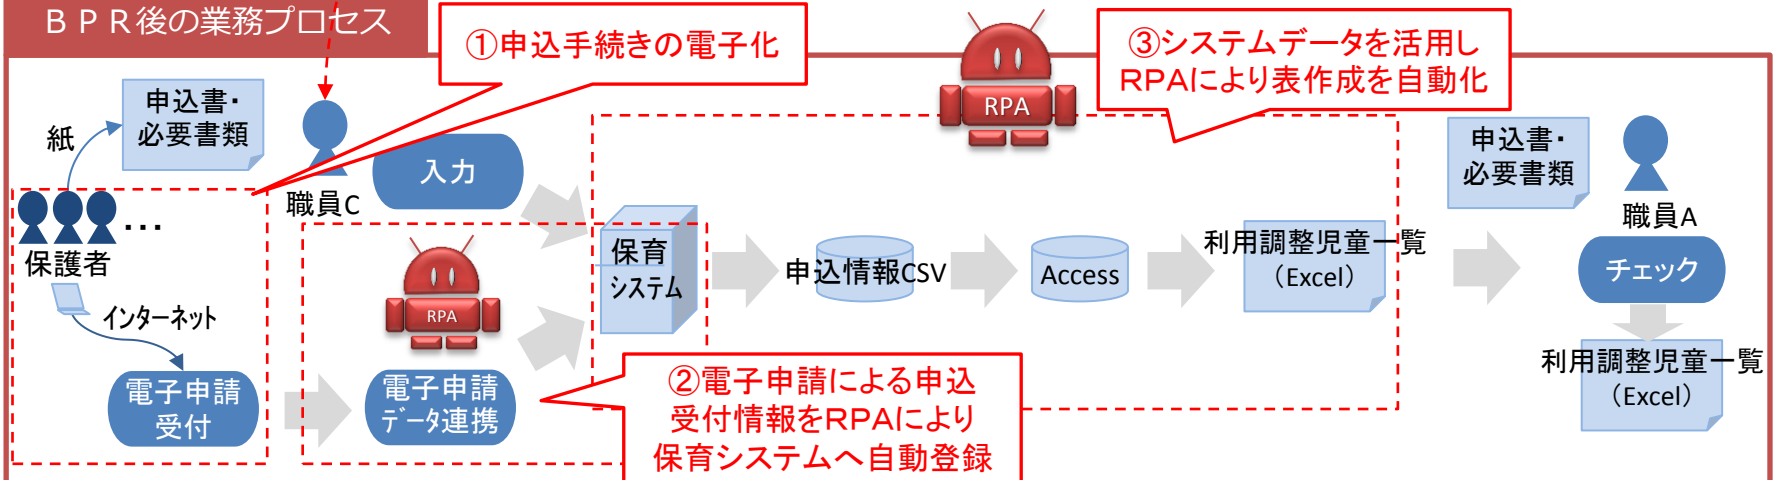 ＢＰＲ後の業務プロセス
①申込手続きの電子化
③システムデータを活用し
RPAにより表作成を自動化
RPA
申込書・
必要書類
紙
職員C
入力
保護者
・・・
インターネット
電子申請
受付
RPA
電子申請
データ連携
保育
システム
申込情報CSV
Access
利用調整児童一覧
（Excel）
②電子申請による申込
受付情報をRPAにより
保育システムへ自動登録
申込書・
必要書類
職員A
チェック
利用調整児童一覧
（Excel）